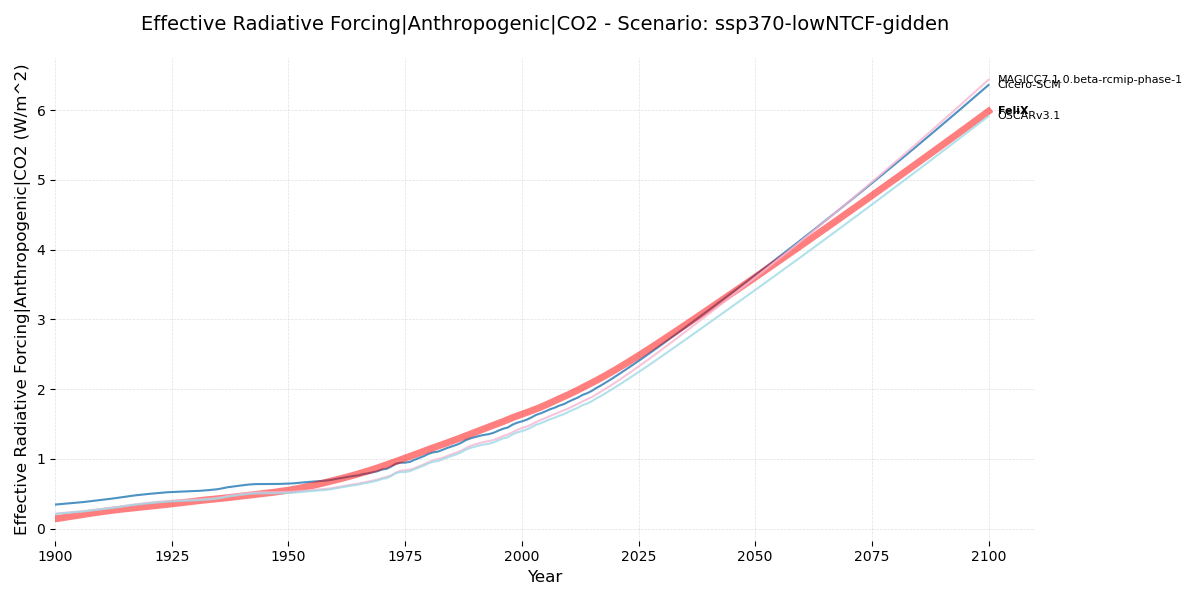 Effective Radiative Forcing|Anthropogenic|CO2 - Scenario: ssp370-lowNTCF-gidden
Effective Radiative Forcing|Anthropogenic|CO2 (W/m^2)
6
5
4
3
2
1
0
1900 1925 1950 1975 2000 2025 2050 2075 2100
Year
MAGICC7.1.0.beta-rcmip-phase-1
Cicero-SCM
FeliX
OSCARv3.1